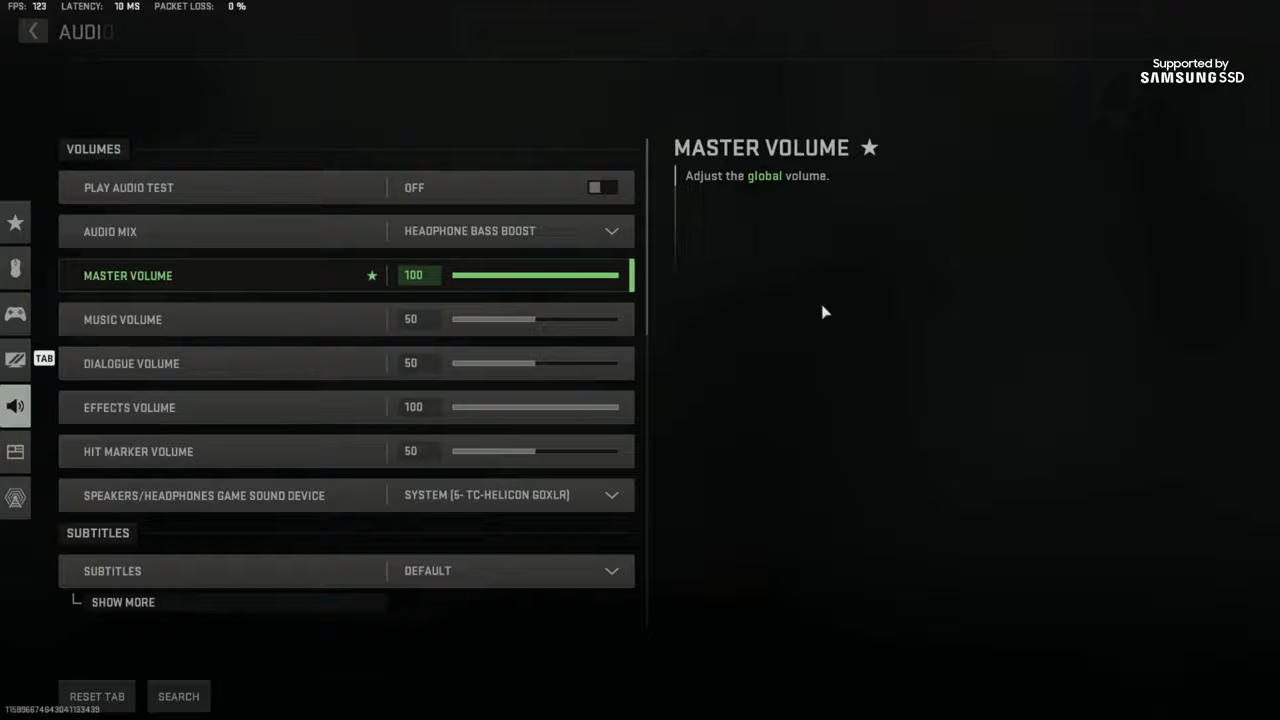 FPS: 123 LATENCY: 10 MS PACKET LOSS: 0 %
AUDIO
Supported by
SAMSUNG SSD
VOLUMES
PLAY AUDIO TEST OFF
AUDIO MIX HEADPHONE BASS BOOST
MASTER VOLUME 100
MUSIC VOLUME 50
DIALOGUE VOLUME 50
EFFECTS VOLUME 100
HIT MARKER VOLUME 50
SPEAKERS/HEADPHONES GAME SOUND DEVICE SYSTEM (5- TC-HELICON GOXLR)
SUBTITLES
SUBTITLES DEFAULT
SHOW MORE
MASTER VOLUME
Adjust the global volume.
TAB
RESET TAB SEARCH